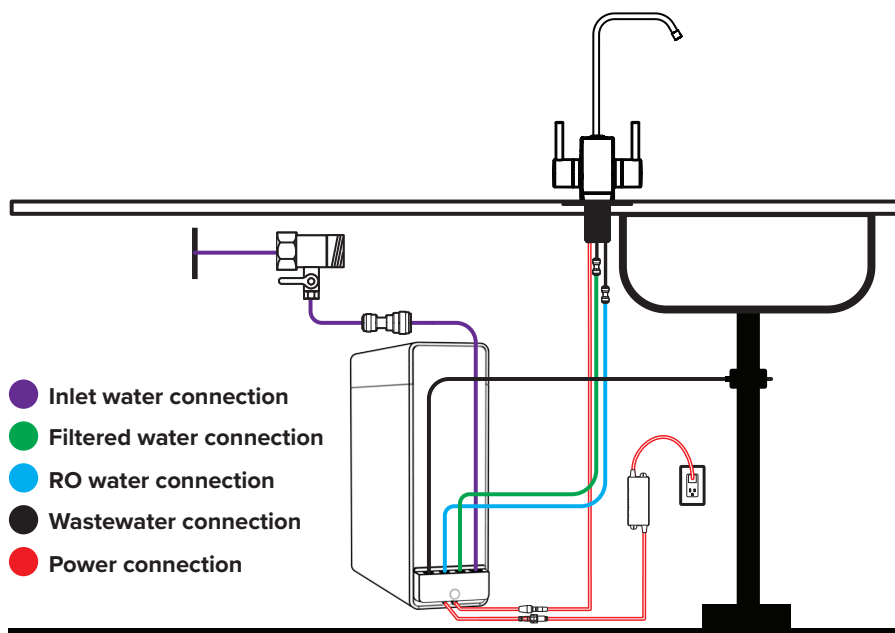 Inlet water connection
Filtered water connection
RO water connection
Wastewater connection
Power connection